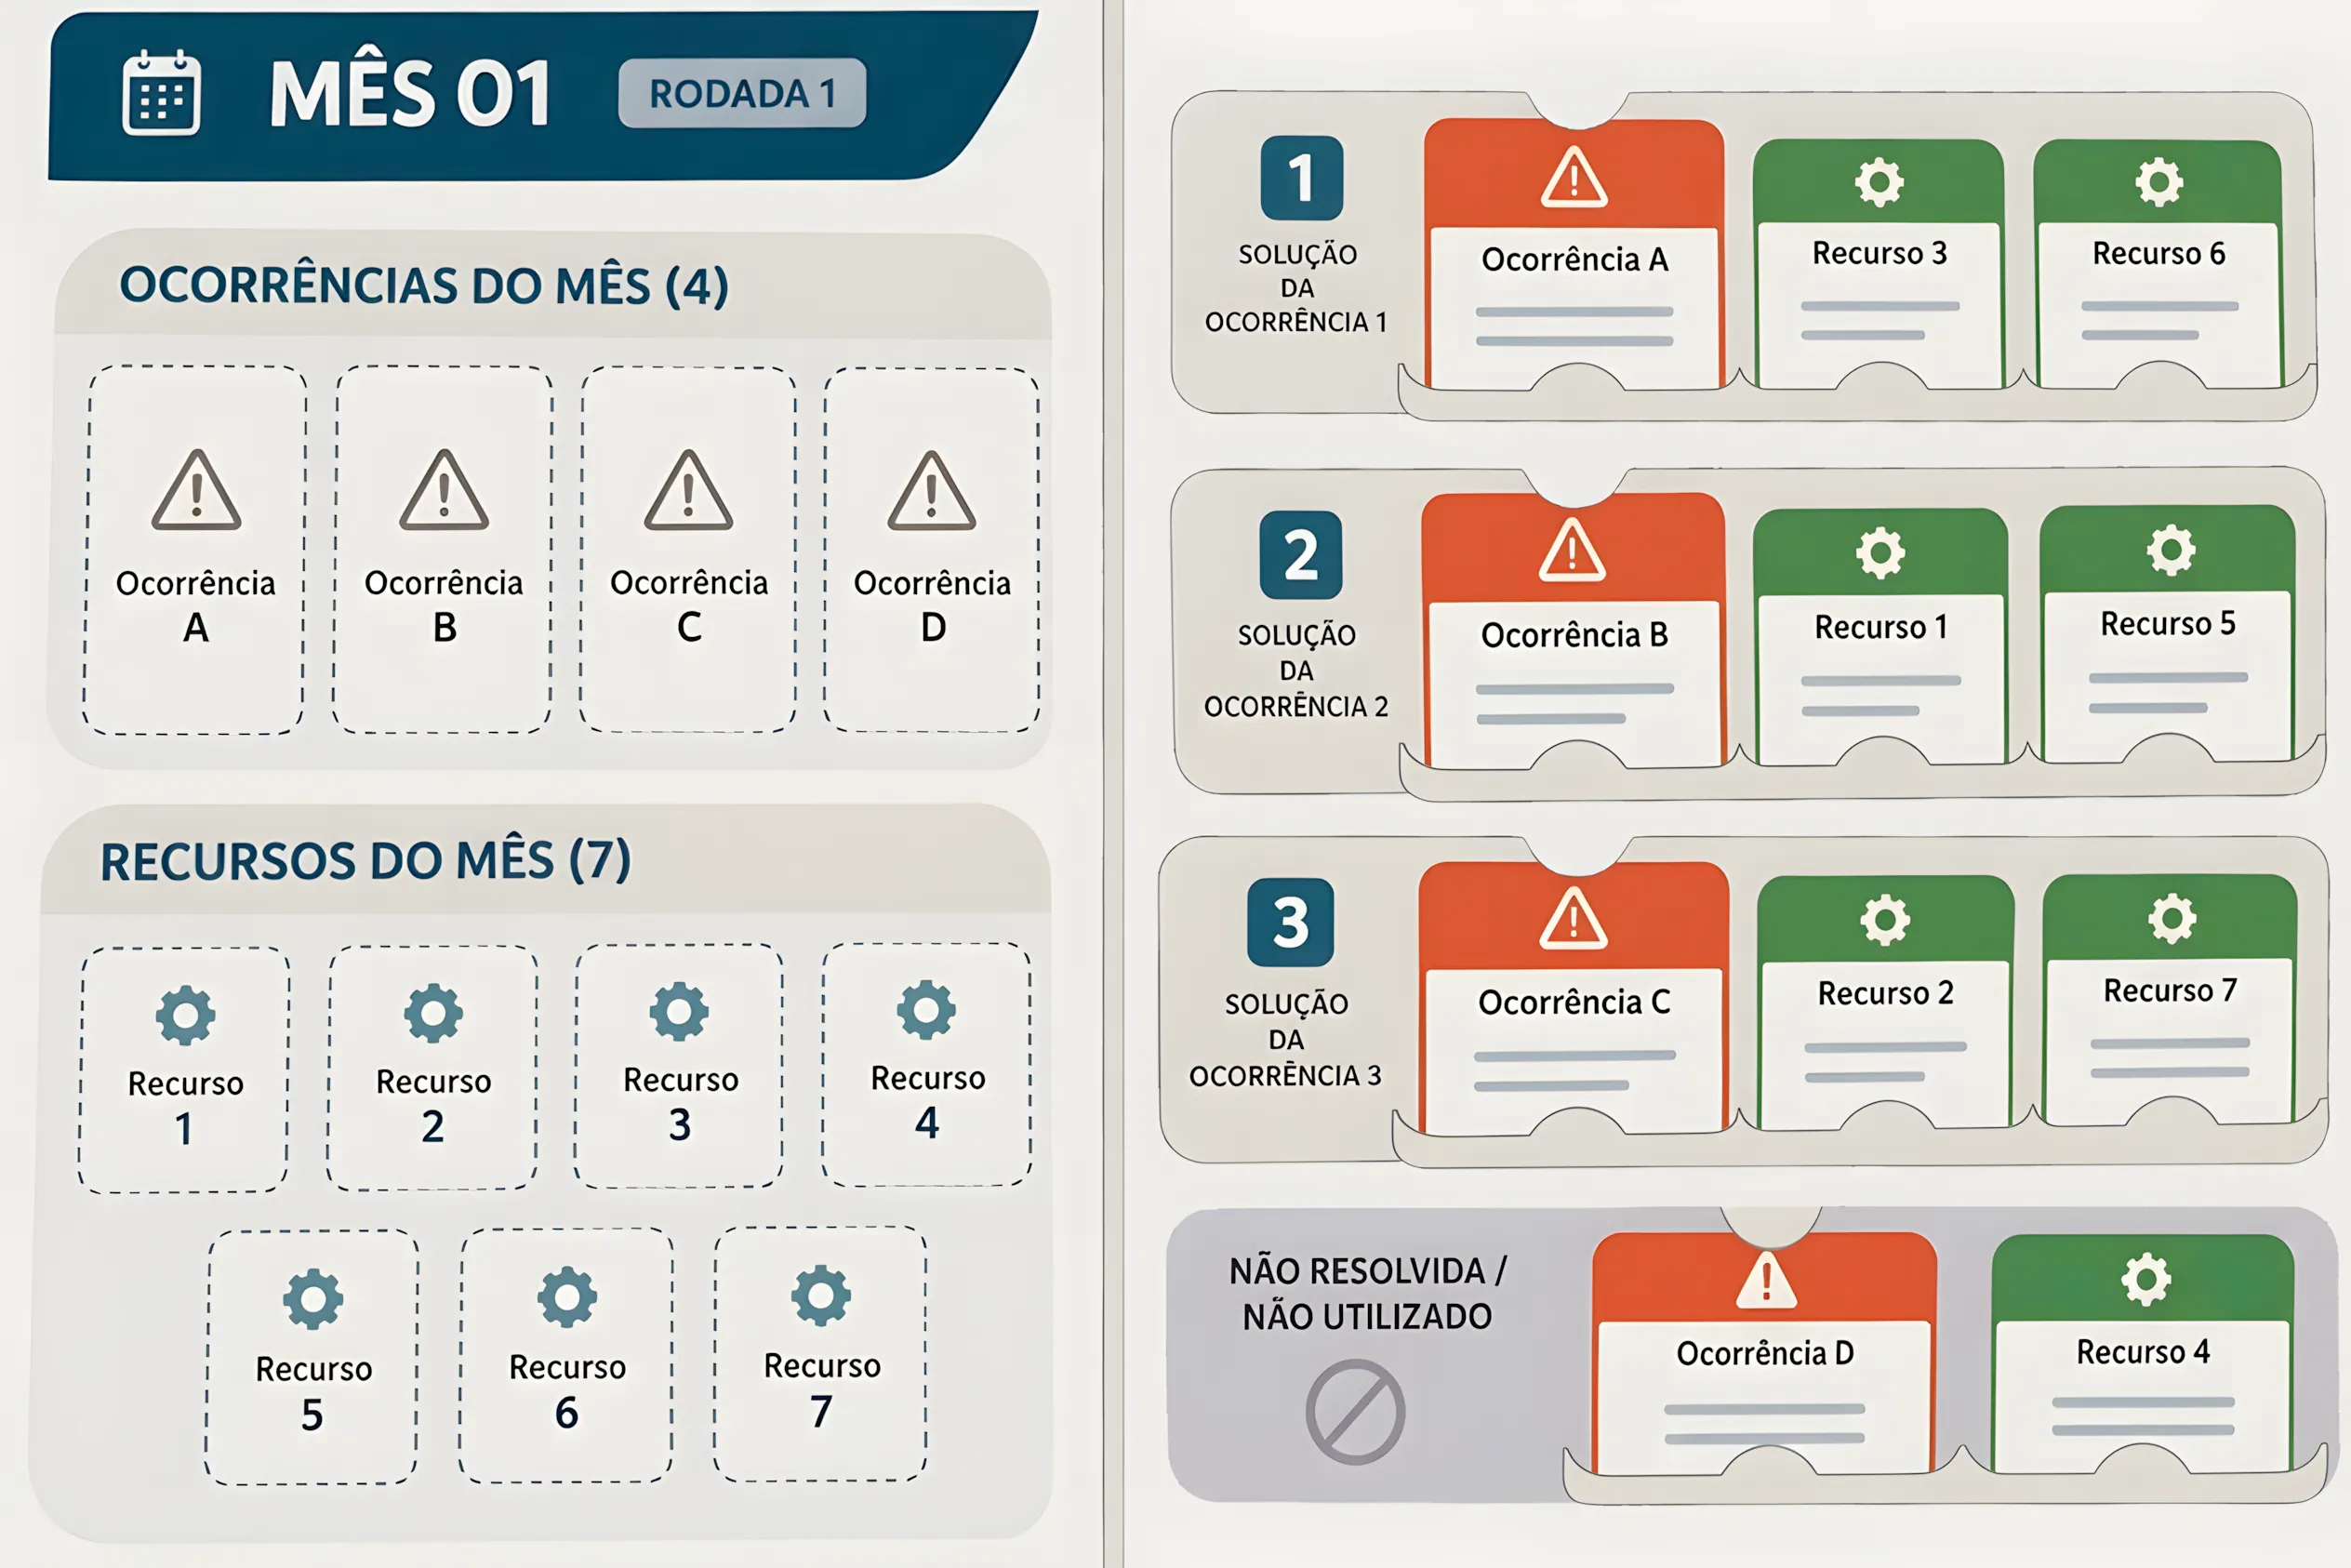 MÊS 01
RODADA 1
OCORRÊNCIAS DO MÊS (4)
Ocorrência
A
Ocorrência
B
Ocorrência
C
Ocorrência
D
RECURSOS DO MÊS (7)
Recurso
1
Recurso
2
Recurso
3
Recurso
4
Recurso
5
Recurso
6
Recurso
7
1
SOLUÇÃO
DA
OCORRÊNCIA 1
Ocorrência A
Recurso 3
Recurso 6
2
SOLUÇÃO
DA
OCORRÊNCIA 2
Ocorrência B
Recurso 1
Recurso 5
3
SOLUÇÃO
DA
OCORRÊNCIA 3
Ocorrência C
Recurso 2
Recurso 7
NÃO RESOLVIDA /
NÃO UTILIZADO
Ocorrência D
Recurso 4